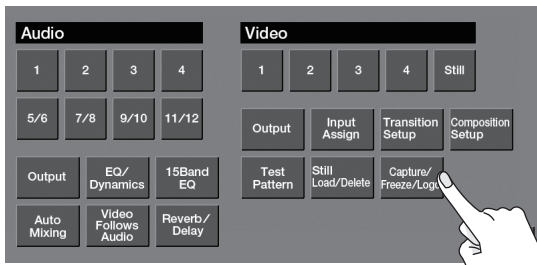 Audio
1 2 3 4
5/6 7/8 9/10 11/12
Output
EQ/
Dynamics
15Band
EQ
Auto
Mixing
Video
Follows
Audio
Reverb/
Delay
Video
1 2 3 4 Still
Output
Input
Assign
Transition
Setup
Composition
Setup
Test
Pattern
Still
Load/Delete
Capture/
Freeze/Logo